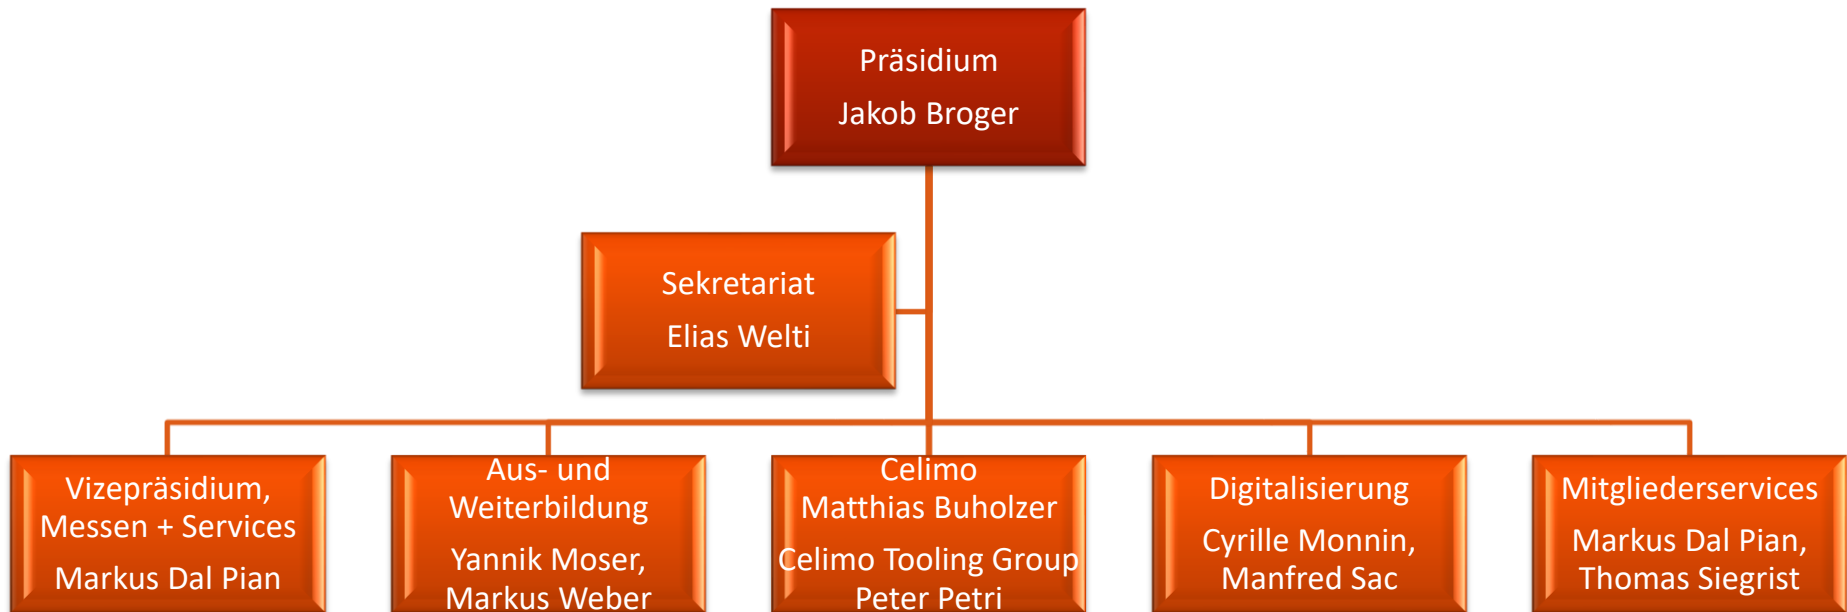 Präsidium
Jakob Broger
Sekretariat
Elias Welti
Vizepräsidium,
Messen + Services
Markus Dal Pian
Aus- und
Weiterbildung
Yannik Moser,
Markus Weber
Celimo
Matthias Buholzer
Celimo Tooling Group
Peter Petri
Digitalisierung
Cyrille Monnin,
Manfred Sac
Mitgliederservices
Markus Dal Pian,
Thomas Siegrist